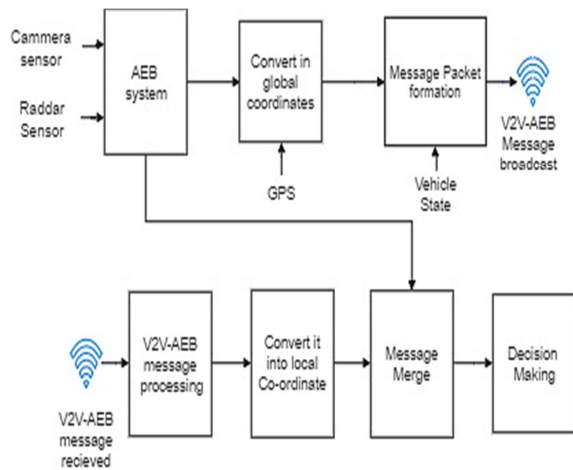 Cammera
sensor
Raddar
Sensor
AEB
system
Convert in
global
coordinates
GPS
Message Packet
formation
Vehicle
State
V2V-AEB
Message
broadcast
V2V-AEB
message
recieved
V2V-AEB
message
processing
Convert it
into local
Co-ordinate
Message
Merge
Decision
Making